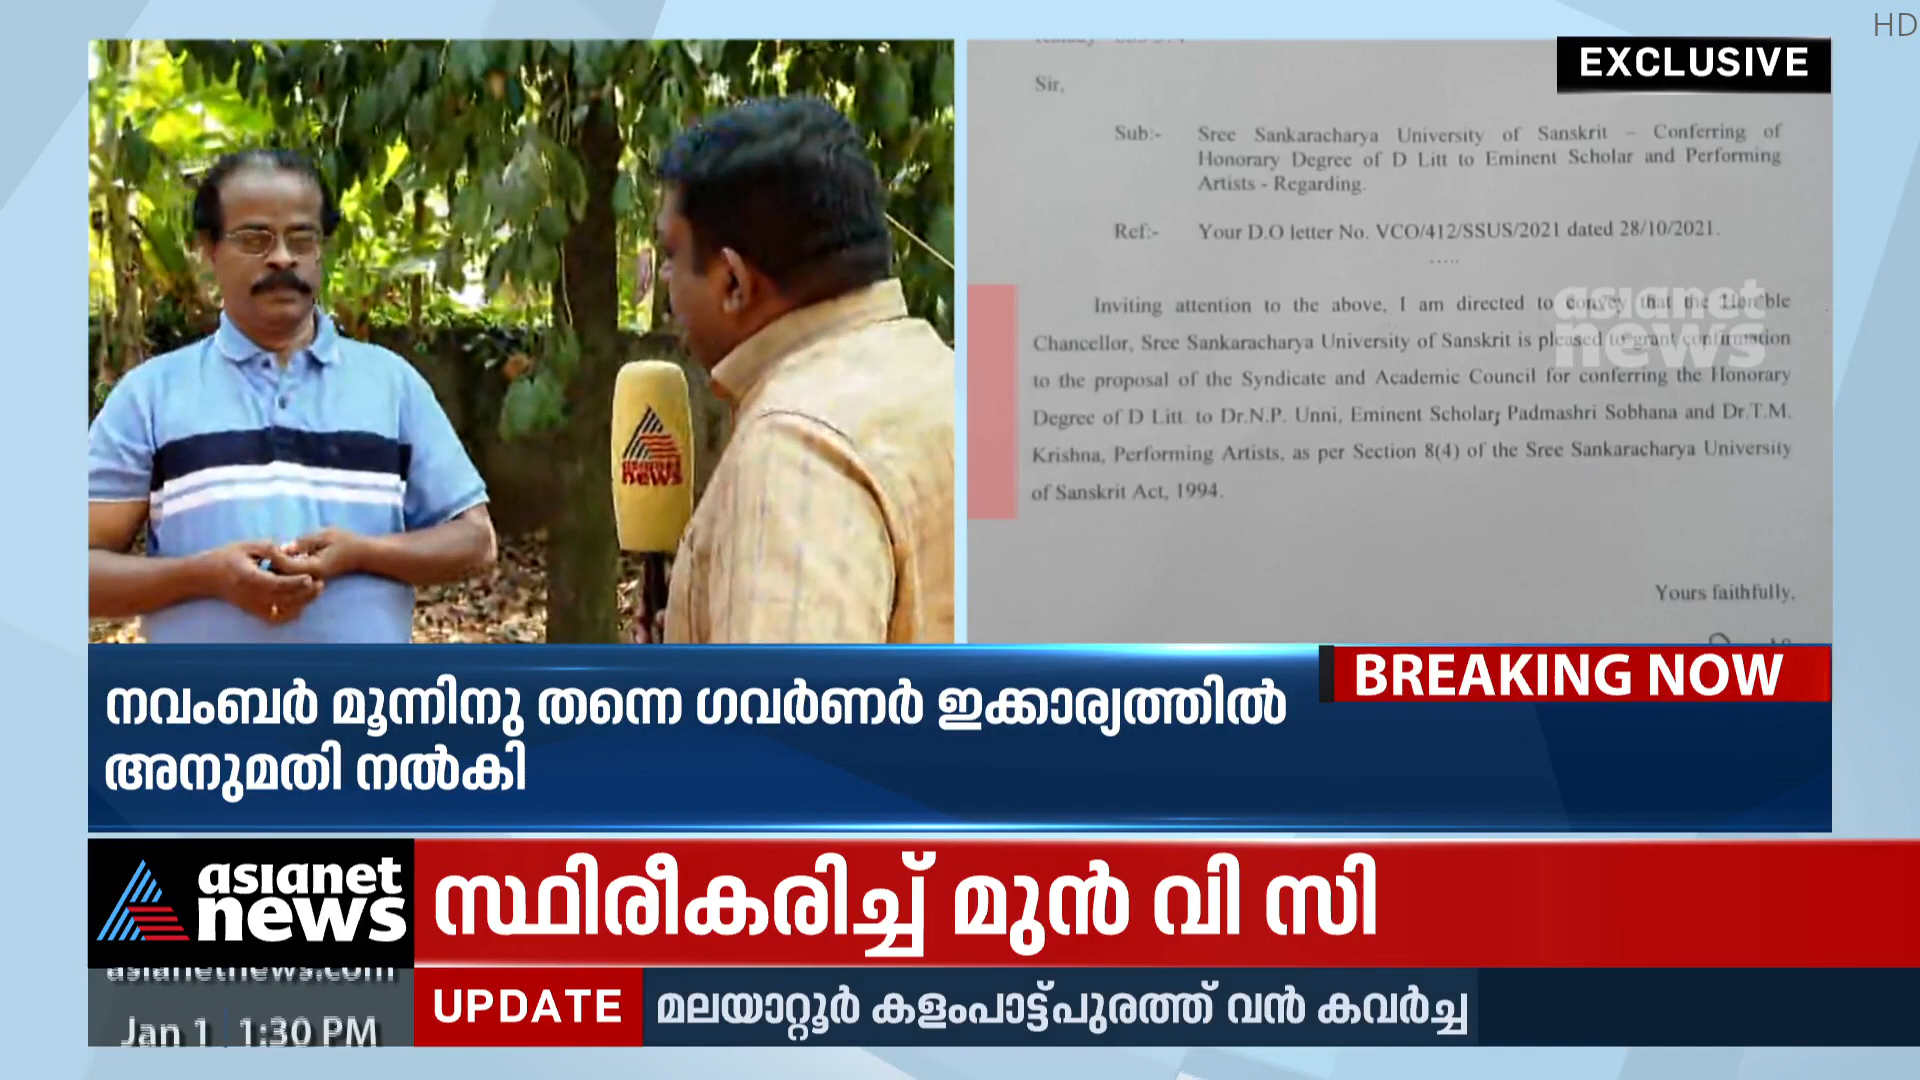 HD
EXCLUSIVE
Sir,
Sub:- Sree Sankaracharya University of Sanskrit – Conferring of
Honorary Degree of D Litt to Eminent Scholar and Performing
Artists - Regarding.
Ref:- Your D.O letter No. VCO/412/SSUS/2021 dated 28/10/2021.
.....
Inviting attention to the above, I am directed to convey that the Hon'ble
Chancellor, Sree Sankaracharya University of Sanskrit is pleased to grant confirmation
to the proposal of the Syndicate and Academic Council for conferring the Honorary
Degree of D Litt. to Dr.N.P. Unni, Eminent Scholar; Padmashri Sobhana and Dr.T.M.
Krishna, Performing Artists, as per Section 8(4) of the Sree Sankaracharya University
of Sanskrit Act, 1994.
Yours faithfully,
asianet
news
asianet
news
BREAKING NOW
നവംബർ മൂന്നിനു തന്നെ ഗവർണർ ഇക്കാര്യത്തിൽ
അനുമതി നൽകി
asianet
news
സ്ഥിരീകരിച്ച് മുൻ വി സി
asianetnews.com
Jan 1 1:30 PM
UPDATE മലയാറ്റൂർ കളംപാട്ട്പുരത്ത് വൻ കവർച്ച